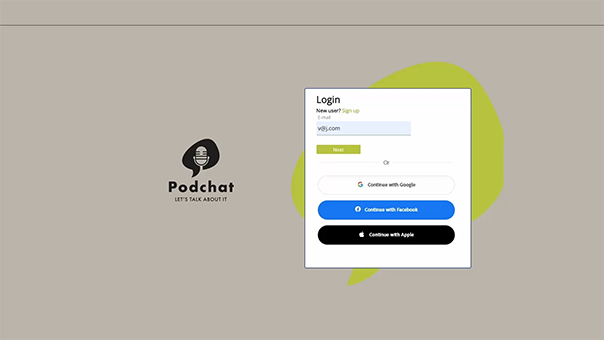 Podchat
LET'S TALK ABOUT IT
Login
New user? Sign up
E-mail
v@j.com
Next
Or
Continue with Google
Continue with Facebook
Continue with Apple